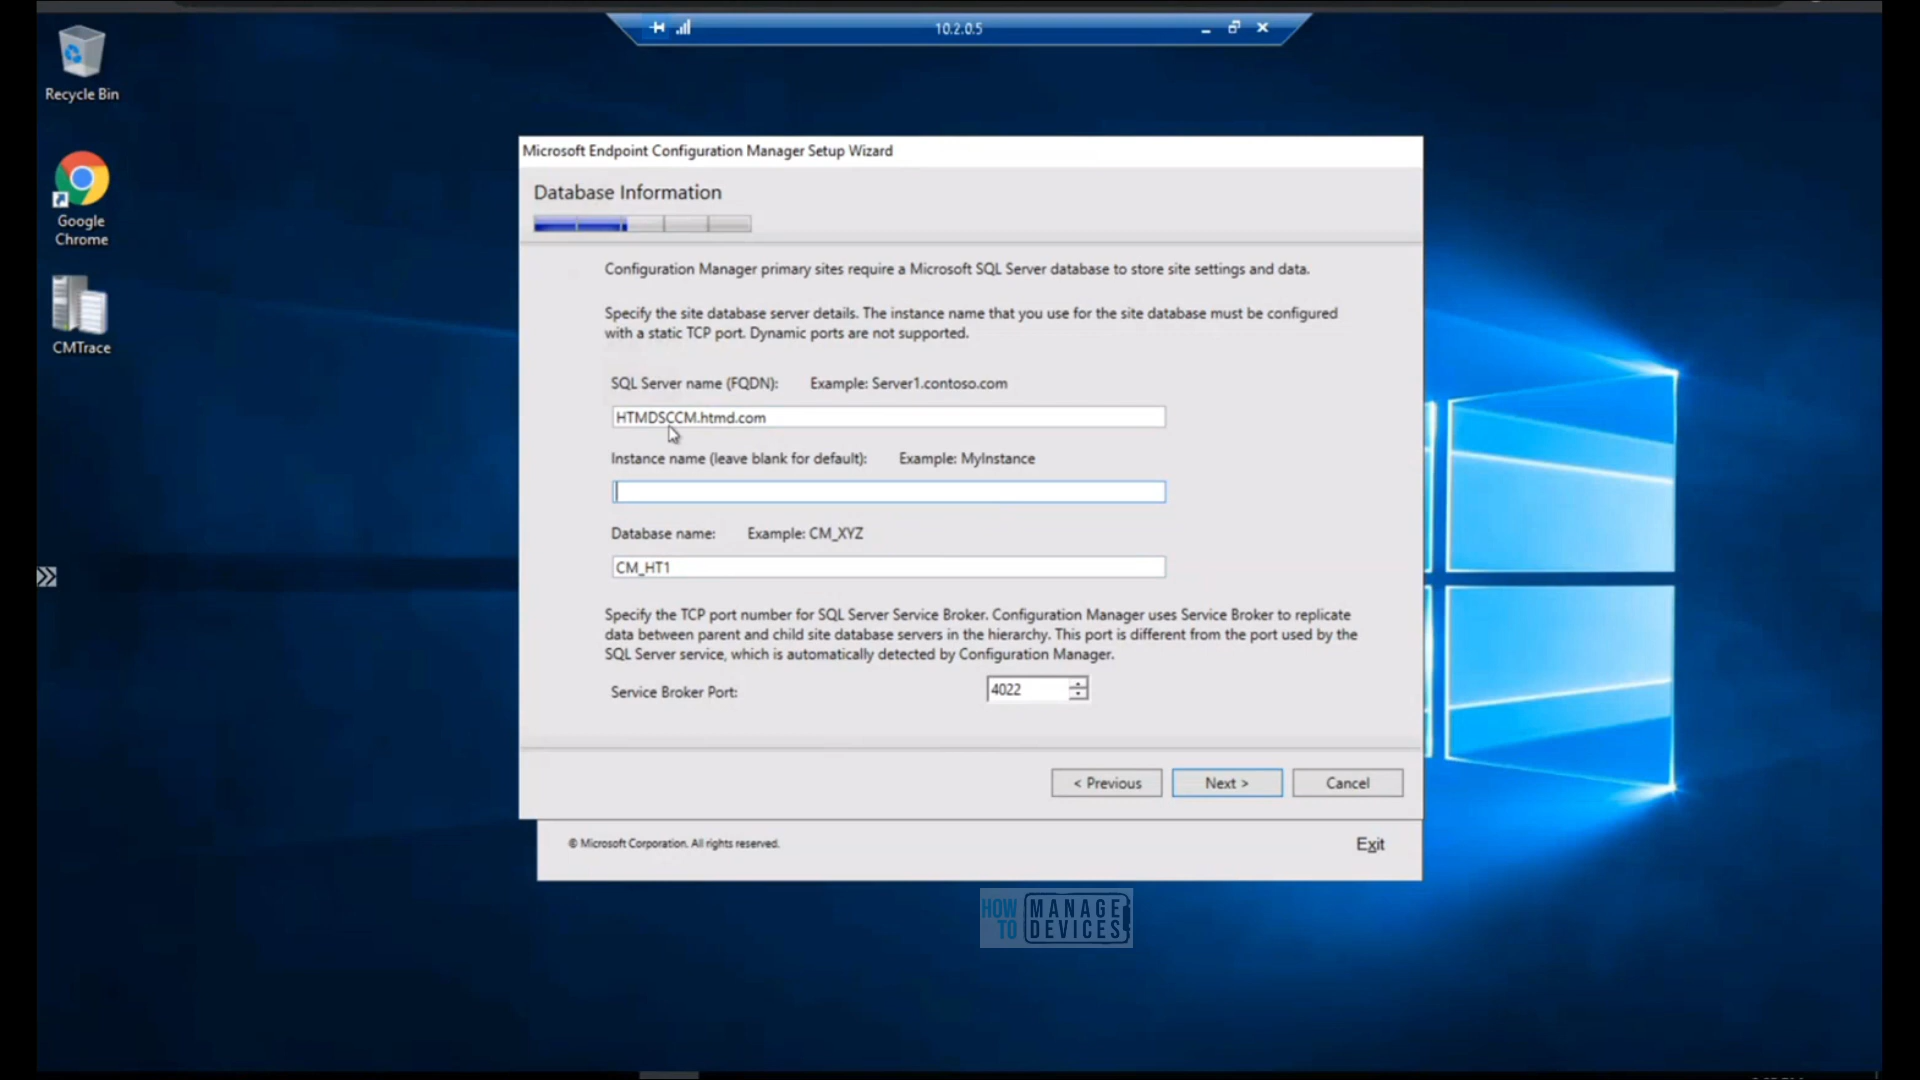 10.2.0.5
Recycle Bin
Google
Chrome
CMTrace
Microsoft Endpoint Configuration Manager Setup Wizard
Database Information
Configuration Manager primary sites require a Microsoft SQL Server database to store site settings and data.
Specify the site database server details. The instance name that you use for the site database must be configured
with a static TCP port. Dynamic ports are not supported.
SQL Server name (FQDN): Example: Server1.contoso.com
HTMDSCCM.htmd.com
Instance name (leave blank for default): Example: MyInstance
Database name: Example: CM_XYZ
CM_HT1
Specify the TCP port number for SQL Server Service Broker. Configuration Manager uses Service Broker to replicate
data between parent and child site database servers in the hierarchy. This port is different from the port used by the
SQL Server service, which is automatically detected by Configuration Manager.
Service Broker Port: 4022
< Previous Next > Cancel
© Microsoft Corporation. All rights reserved. Exit
HOW MANAGE
TO DEVICES